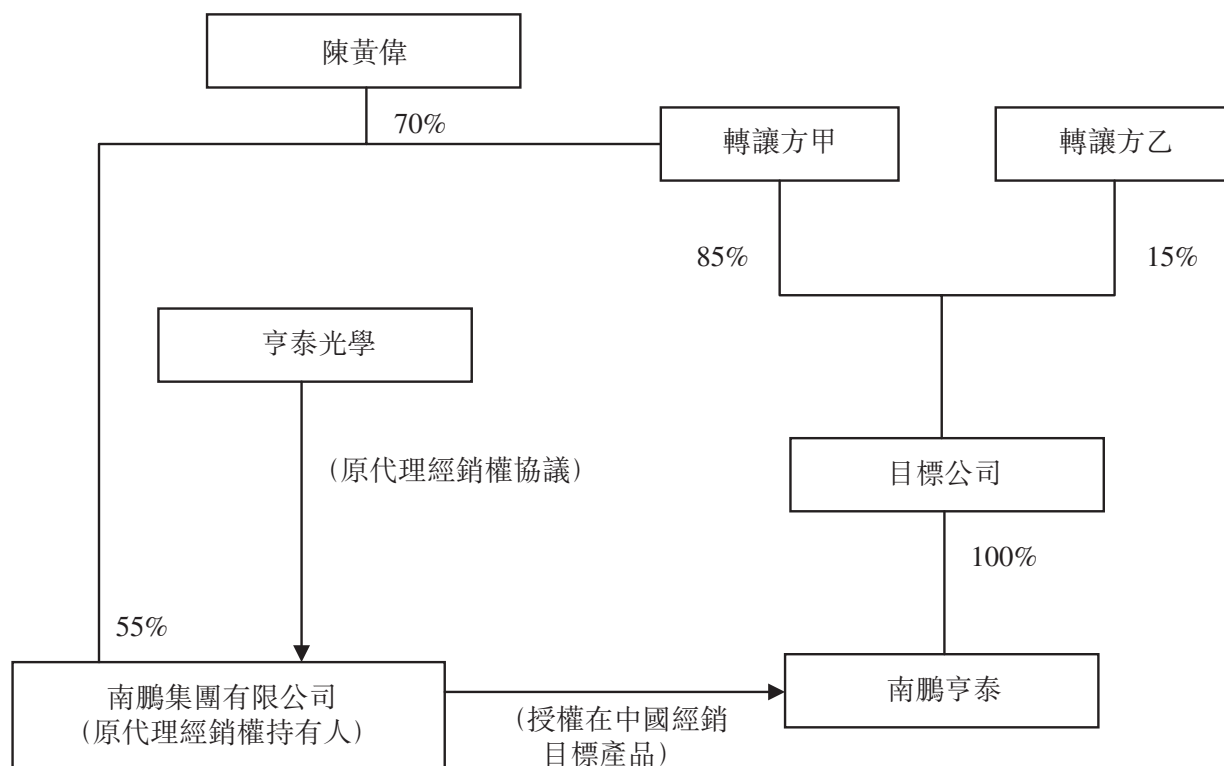 陳黃偉
70%
轉讓方甲
轉讓方乙
85%
15%
亨泰光學
(原代理經銷權協議)
目標公司
100%
55%
南鵬集團有限公司
(原代理經銷權持有人)
(授權在中國經銷
目標產品)
南鵬亨泰